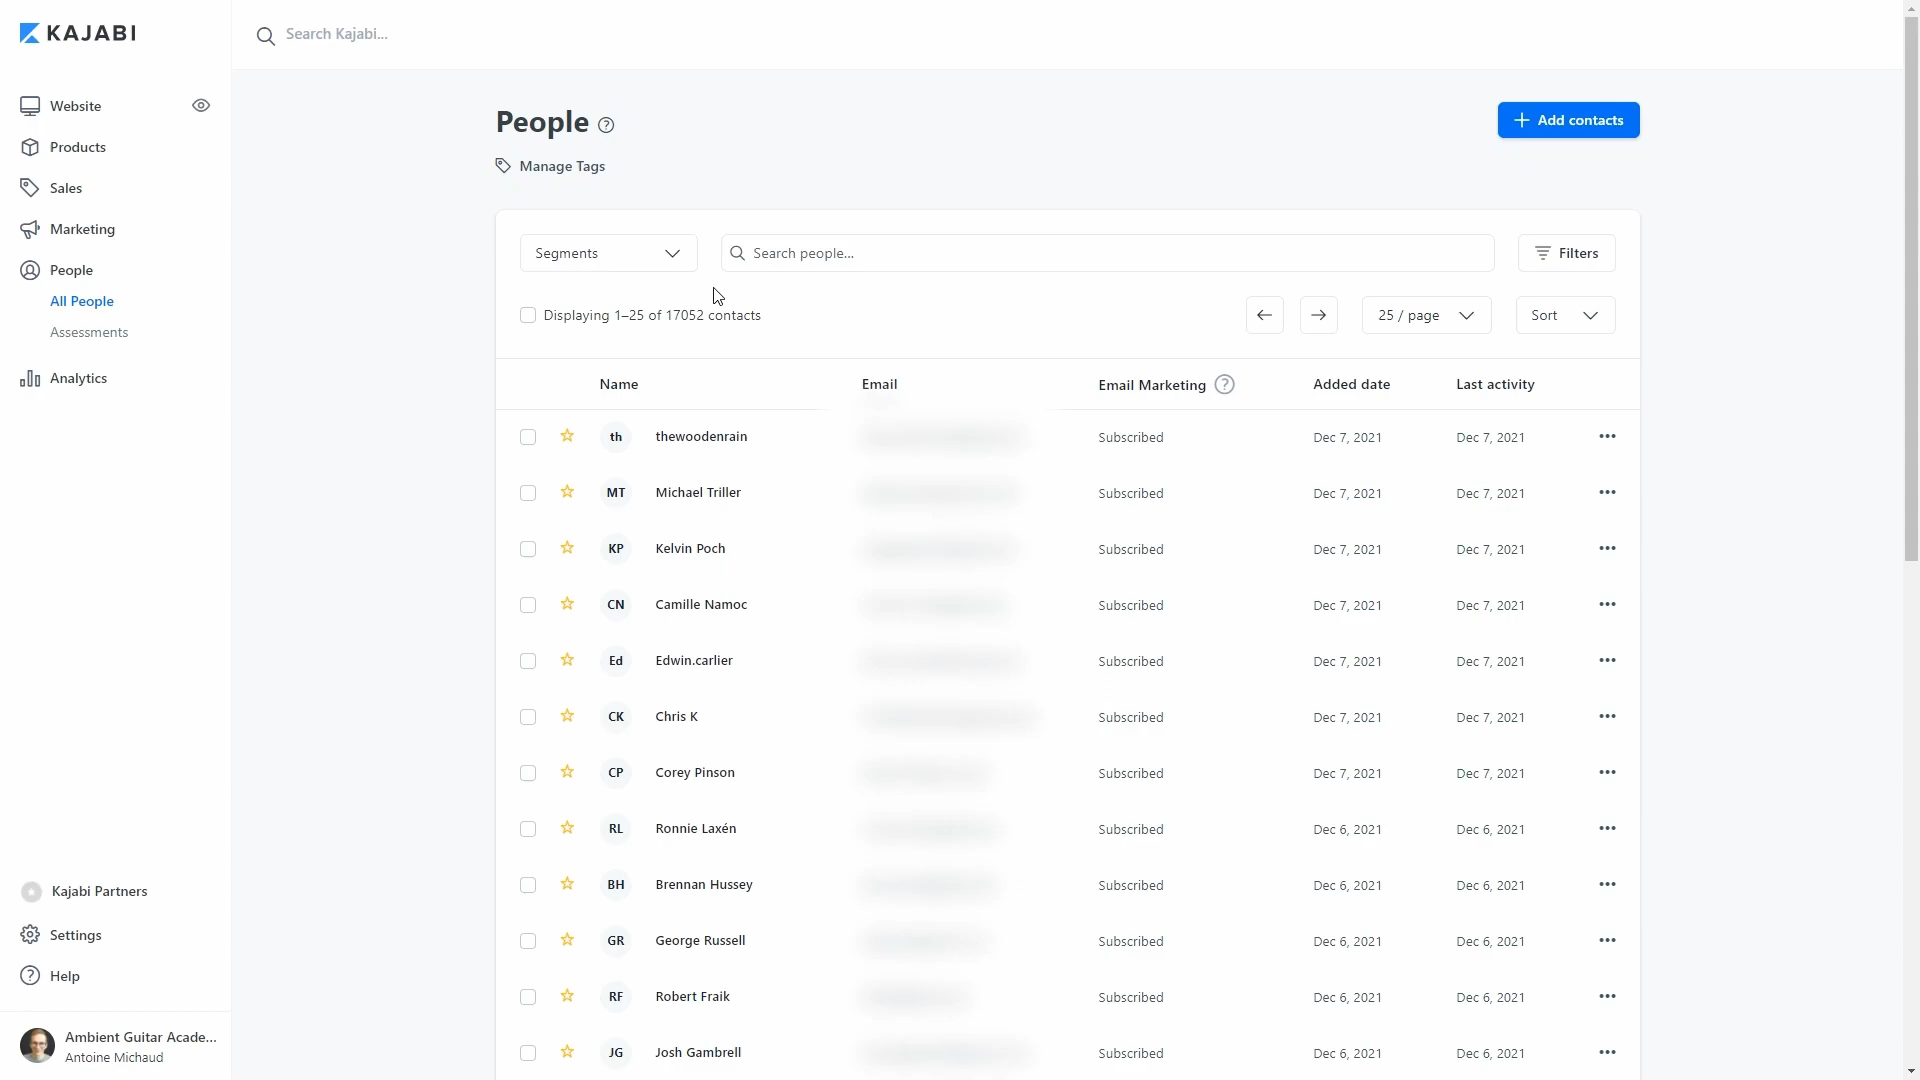 KAJABI
Search Kajabi...
Website
Products
Sales
Marketing
People
All People
Assessments
Analytics
Kajabi Partners
Settings
Help
Ambient Guitar Acade...
Antoine Michaud
People
Add contacts
Manage Tags
Segments
Search people...
Filters
Displaying 1–25 of 17052 contacts
25 / page
Sort
Name Email Email Marketing Added date Last activity
th thewoodenrain Subscribed Dec 7, 2021 Dec 7, 2021
MT Michael Triller Subscribed Dec 7, 2021 Dec 7, 2021
KP Kelvin Poch Subscribed Dec 7, 2021 Dec 7, 2021
CN Camille Namoc Subscribed Dec 7, 2021 Dec 7, 2021
Ed Edwin.carlier Subscribed Dec 7, 2021 Dec 7, 2021
CK Chris K Subscribed Dec 7, 2021 Dec 7, 2021
CP Corey Pinson Subscribed Dec 7, 2021 Dec 7, 2021
RL Ronnie Laxén Subscribed Dec 6, 2021 Dec 6, 2021
BH Brennan Hussey Subscribed Dec 6, 2021 Dec 6, 2021
GR George Russell Subscribed Dec 6, 2021 Dec 6, 2021
RF Robert Fraik Subscribed Dec 6, 2021 Dec 6, 2021
JG Josh Gambrell Subscribed Dec 6, 2021 Dec 6, 2021